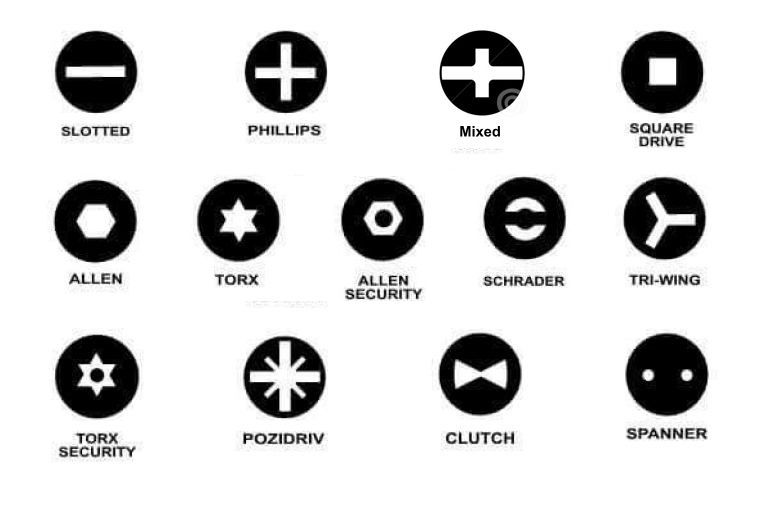 SLOTTED
PHILLIPS
Mixed
SQUARE
DRIVE
ALLEN
TORX
ALLEN
SECURITY
SCHRADER
TRI-WING
TORX
SECURITY
POZIDRIV
CLUTCH
SPANNER